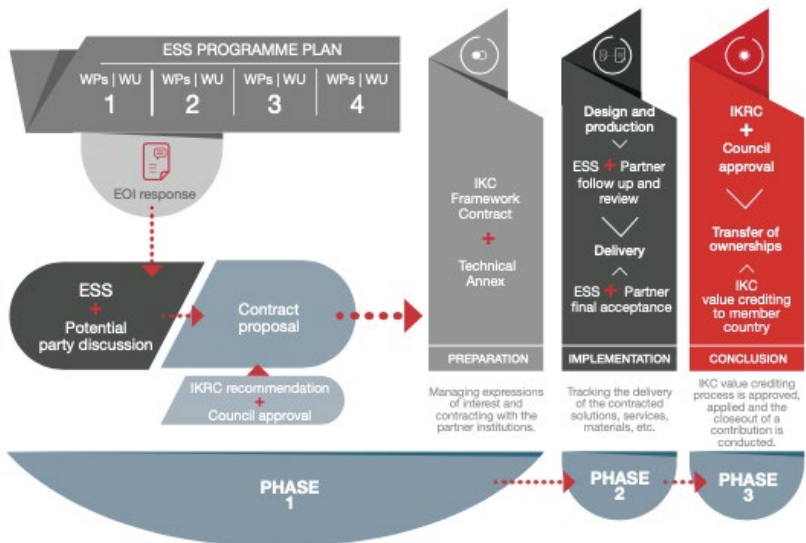 ESS PROGRAMME PLAN
WPs | WU
1
WPs | WU
2
WPs | WU
3
WPs | WU
4
EOI response
ESS
+
Potential
party discussion
Contract
proposal
IKRC recommendation
+
Council approval
IKC
Framework
Contract
+
Technical
Annex
PREPARATION
Managing expressions
of interest and
contracting with the
partner institutions.
Design and
production
ESS + Partner
follow up and
review
Delivery
ESS + Partner
final acceptance
IMPLEMENTATION
Tracking the delivery
of the contracted
solutions, services,
materials, etc.
IKRC
+
Council
approval
Transfer of
ownerships
IKC
value crediting
to member
country
CONCLUSION
IKC value crediting
process is approved,
applied and the
closeout of a
contribution is
conducted.
PHASE
1
PHASE
2
PHASE
3